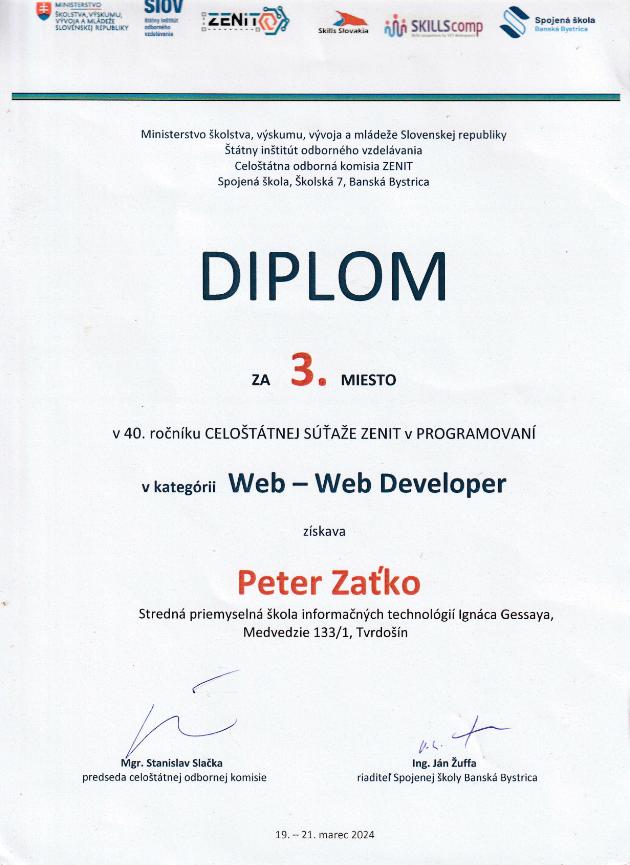 MINISTERSTVO
ŠKOLSTVA, VÝSKUMU,
VÝVOJA A MLÁDEŽE
SLOVENSKEJ REPUBLIKY
ŠIOV
Štátny inštitút
odborného
vzdelávania
ZENIT
Skills Slovakia
SKILLScomp
Spojená škola
Banská Bystrica
Ministerstvo školstva, výskumu, vývoja a mládeže Slovenskej republiky
Štátny inštitút odborného vzdelávania
Celoštátna odborná komisia ZENIT
Spojená škola, Školská 7, Banská Bystrica
DIPLOM
ZA 3. MIESTO
v 40. ročníku CELOŠTÁTNEJ SÚŤAŽE ZENIT v PROGRAMOVANÍ
v kategórii Web – Web Developer
získava
Peter Zaťko
Stredná priemyselná škola informačných technológií Ignáca Gessaya,
Medvedzie 133/1, Tvrdošín
Mgr. Stanislav Slačka
predseda celoštátnej odbornej komisie
Ing. Ján Žuffa
riaditeľ Spojenej školy Banská Bystrica
19. – 21. marec 2024